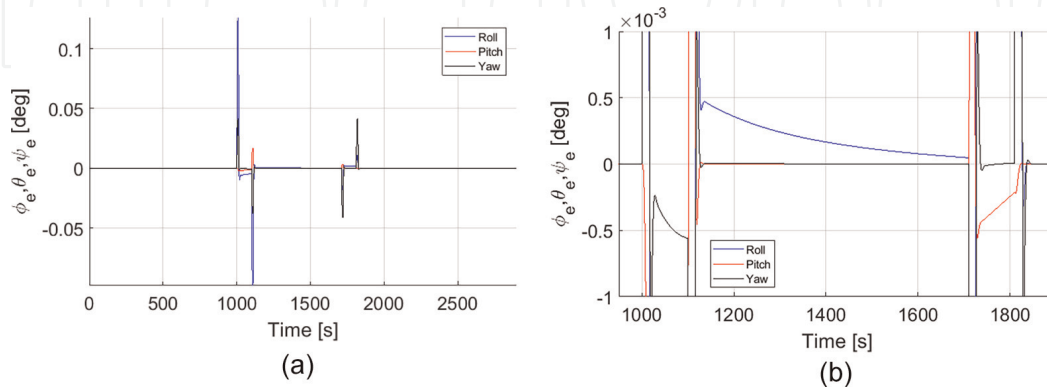 0.1
0.05
0
-0.05
0
500
1000
1500
2000
2500
Time [s]
ϕe,θe,ψe [deg]
Roll
Pitch
Yaw
(a)
×10-3
1
0.5
0
-0.5
-1
1000
1200
1400
1600
1800
Time [s]
ϕe,θe,ψe [deg]
Roll
Pitch
Yaw
(b)